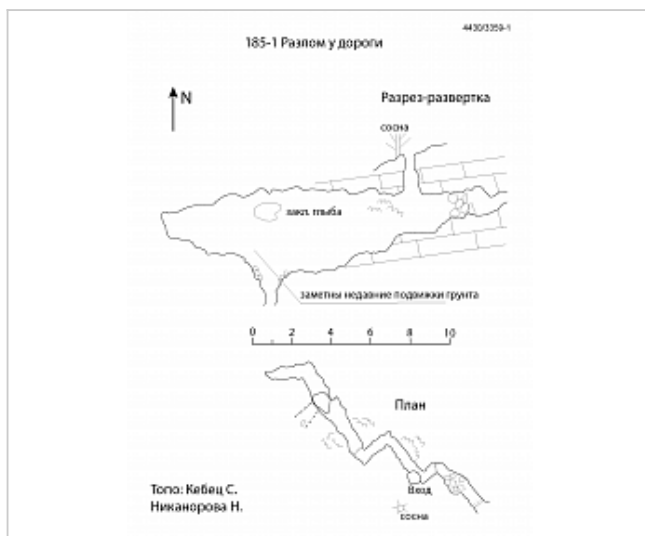 4430/3359-1
185-1 Разлом у дороги
N
Разрез-развертка
сосна
закл. глыба
заметны недавние подвижки грунта
0 2 4 6 8 10
План
Вход
сосна
Топо: Кебец С.
Никанорова Н.